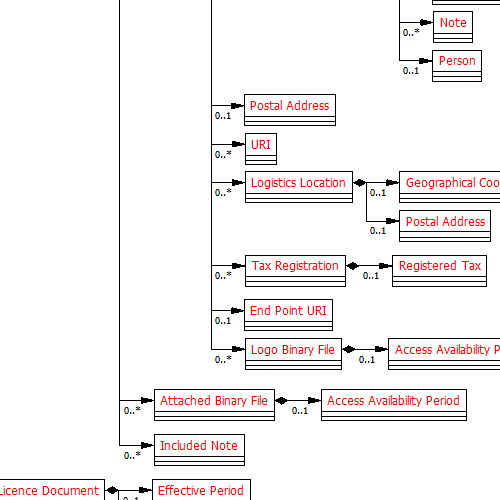 Note
0..*
Person
0..1
Postal Address
0..1
URI
0..*
Logistics Location
0..*
0..1
Geographical Coo
Postal Address
0..1
Tax Registration
0..*
0..1
Registered Tax
End Point URI
0..1
Logo Binary File
0..*
0..1
Access Availability P
Attached Binary File
0..*
0..1
Access Availability Period
Included Note
0..*
Licence Document
0..1
Effective Period